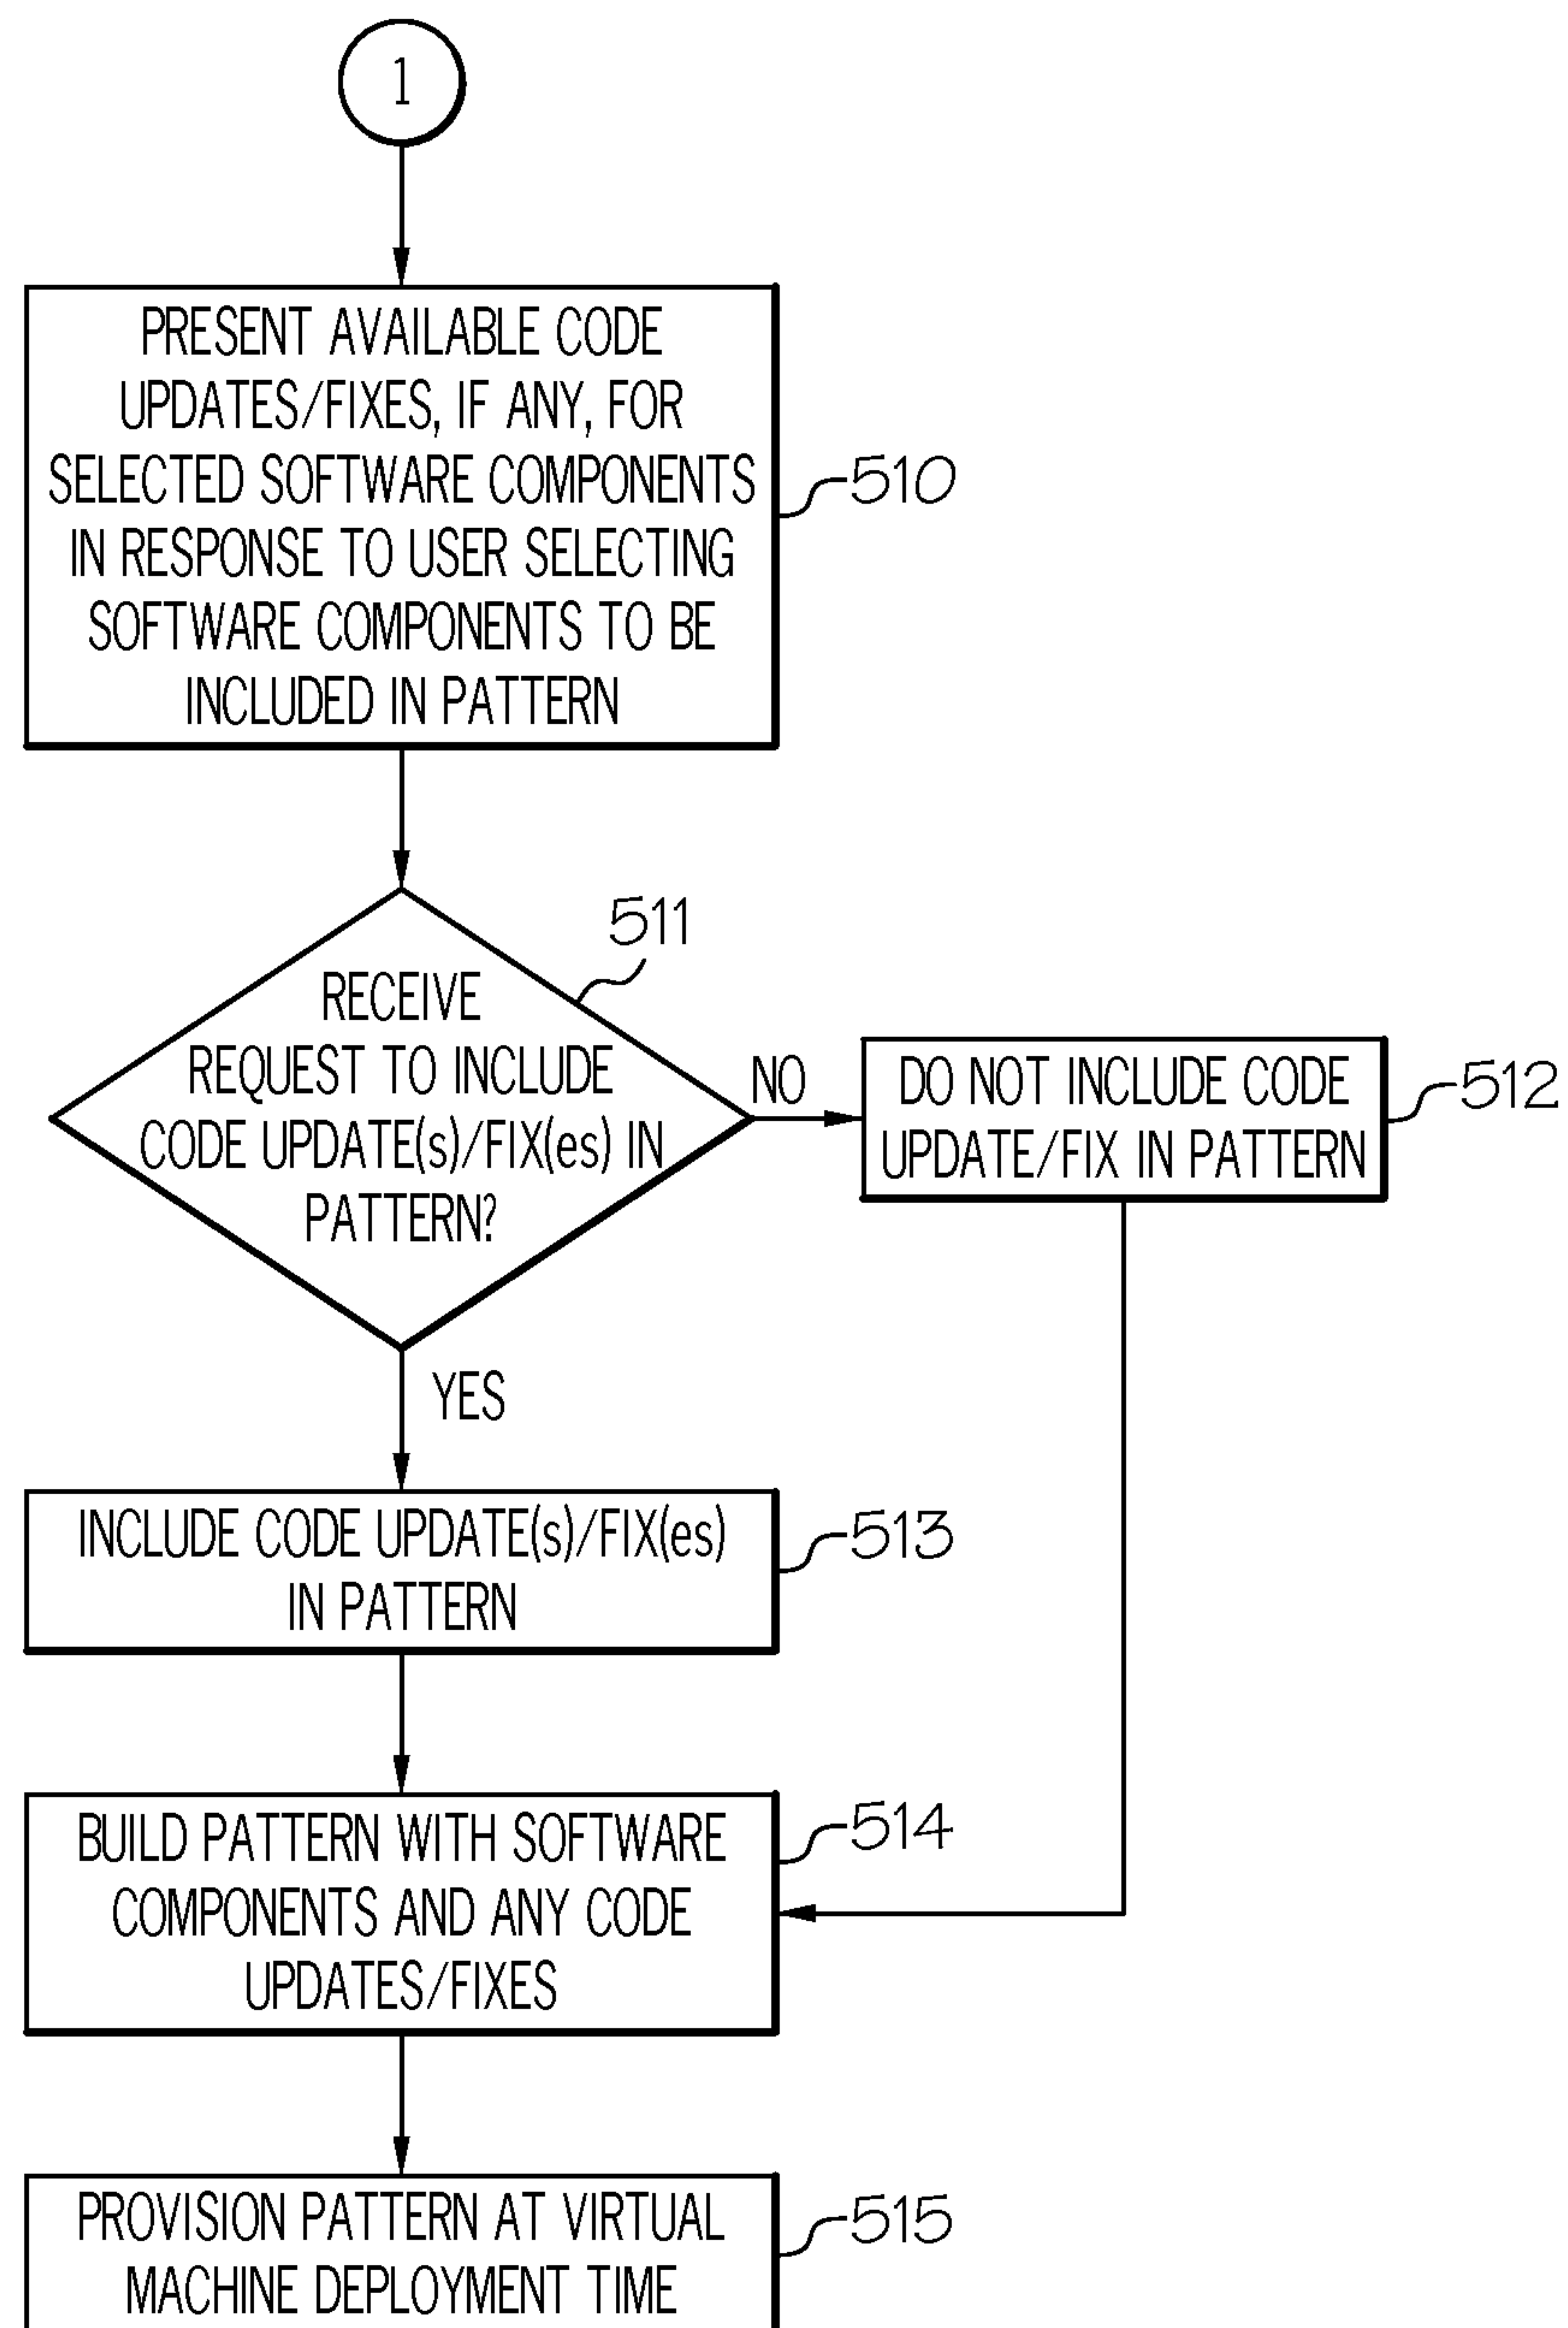 1
PRESENT AVAILABLE CODE
UPDATES/FIXES, IF ANY, FOR
SELECTED SOFTWARE COMPONENTS
IN RESPONSE TO USER SELECTING
SOFTWARE COMPONENTS TO BE
INCLUDED IN PATTERN
510
511
RECEIVE
REQUEST TO INCLUDE
CODE UPDATE(s)/FIX(es) IN
PATTERN?
NO
DO NOT INCLUDE CODE
UPDATE/FIX IN PATTERN
512
YES
INCLUDE CODE UPDATE(s)/FIX(es)
IN PATTERN
513
BUILD PATTERN WITH SOFTWARE
COMPONENTS AND ANY CODE
UPDATES/FIXES
514
PROVISION PATTERN AT VIRTUAL
MACHINE DEPLOYMENT TIME
515